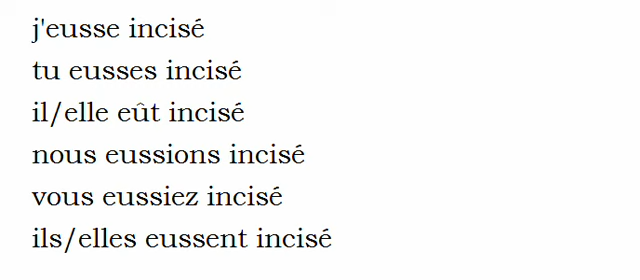 j'eusse incisé
tu eusses incisé
il/elle eût incisé
nous eussions incisé
vous eussiez incisé
ils/elles eussent incisé